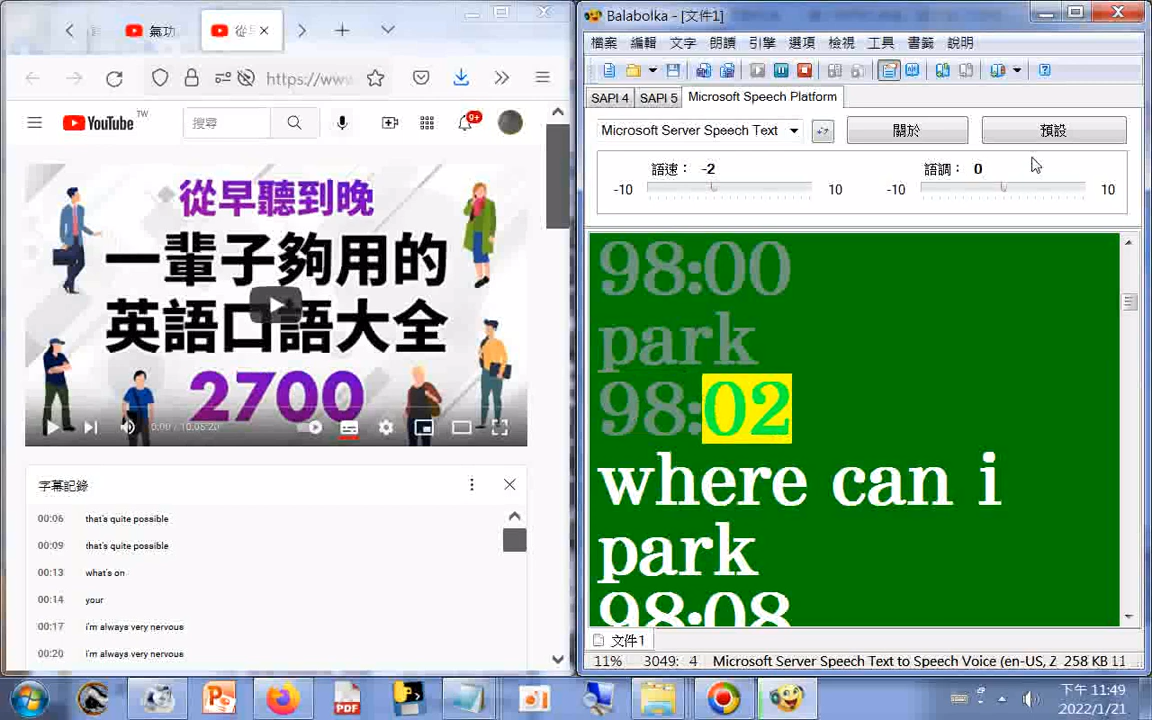 氣功
從
https://www
YouTube TW
搜尋
9+
從早聽到晚
一輩子夠用的
英語口語大全
2700
0:00 / 10:05:20
字幕記錄
00:06 that's quite possible
00:09 that's quite possible
00:13 what's on
00:14 your
00:17 i'm always very nervous
00:20 i'm always very nervous
Balabolka - [文件1]
檔案 編輯 文字 朗讀 引擎 選項 檢視 工具 書籤 說明
SAPI 4 SAPI 5 Microsoft Speech Platform
Microsoft Server Speech Text 關於 預設
語速： -2 語調： 0
-10 10 -10 10
98:00
park
98:02
where can i
park
98:08
文件1
11% 3049: 4 Microsoft Server Speech Text to Speech Voice (en-US, Z 258 KB 11
PDF
下午 11:49
2022/1/21